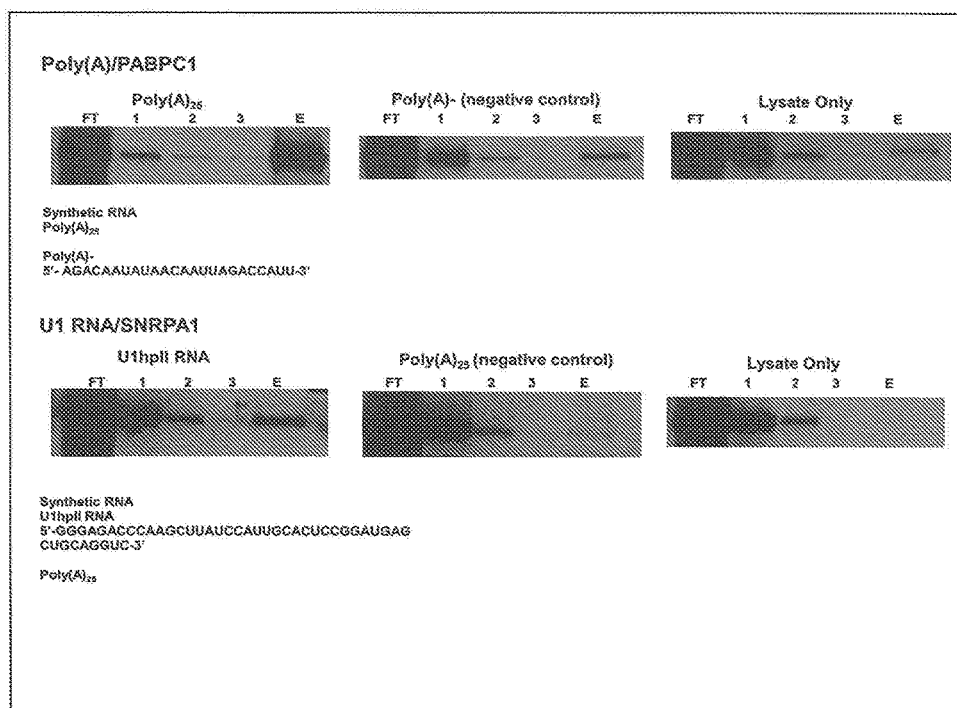 Poly(A)/PABPC1
Poly(A)₂₅ Poly(A)- (negative control) Lysate Only
FT 1 2 3 E FT 1 2 3 E FT 1 2 3 E
Synthetic RNA
Poly(A)₂₅
Poly(A)-
5'- AGACAAUAUAACAAUUAGACCAUU-3'
U1 RNA/SNRPA1
U1hpII RNA Poly(A)₂₅ (negative control) Lysate Only
FT 1 2 3 E FT 1 2 3 E FT 1 2 3 E
Synthetic RNA
U1hpII RNA
5'-GGGAGACCCAAGCUUAUCCAUUGCACUCCGGAUGAG
CUGCAGGUC-3'
Poly(A)₂₅